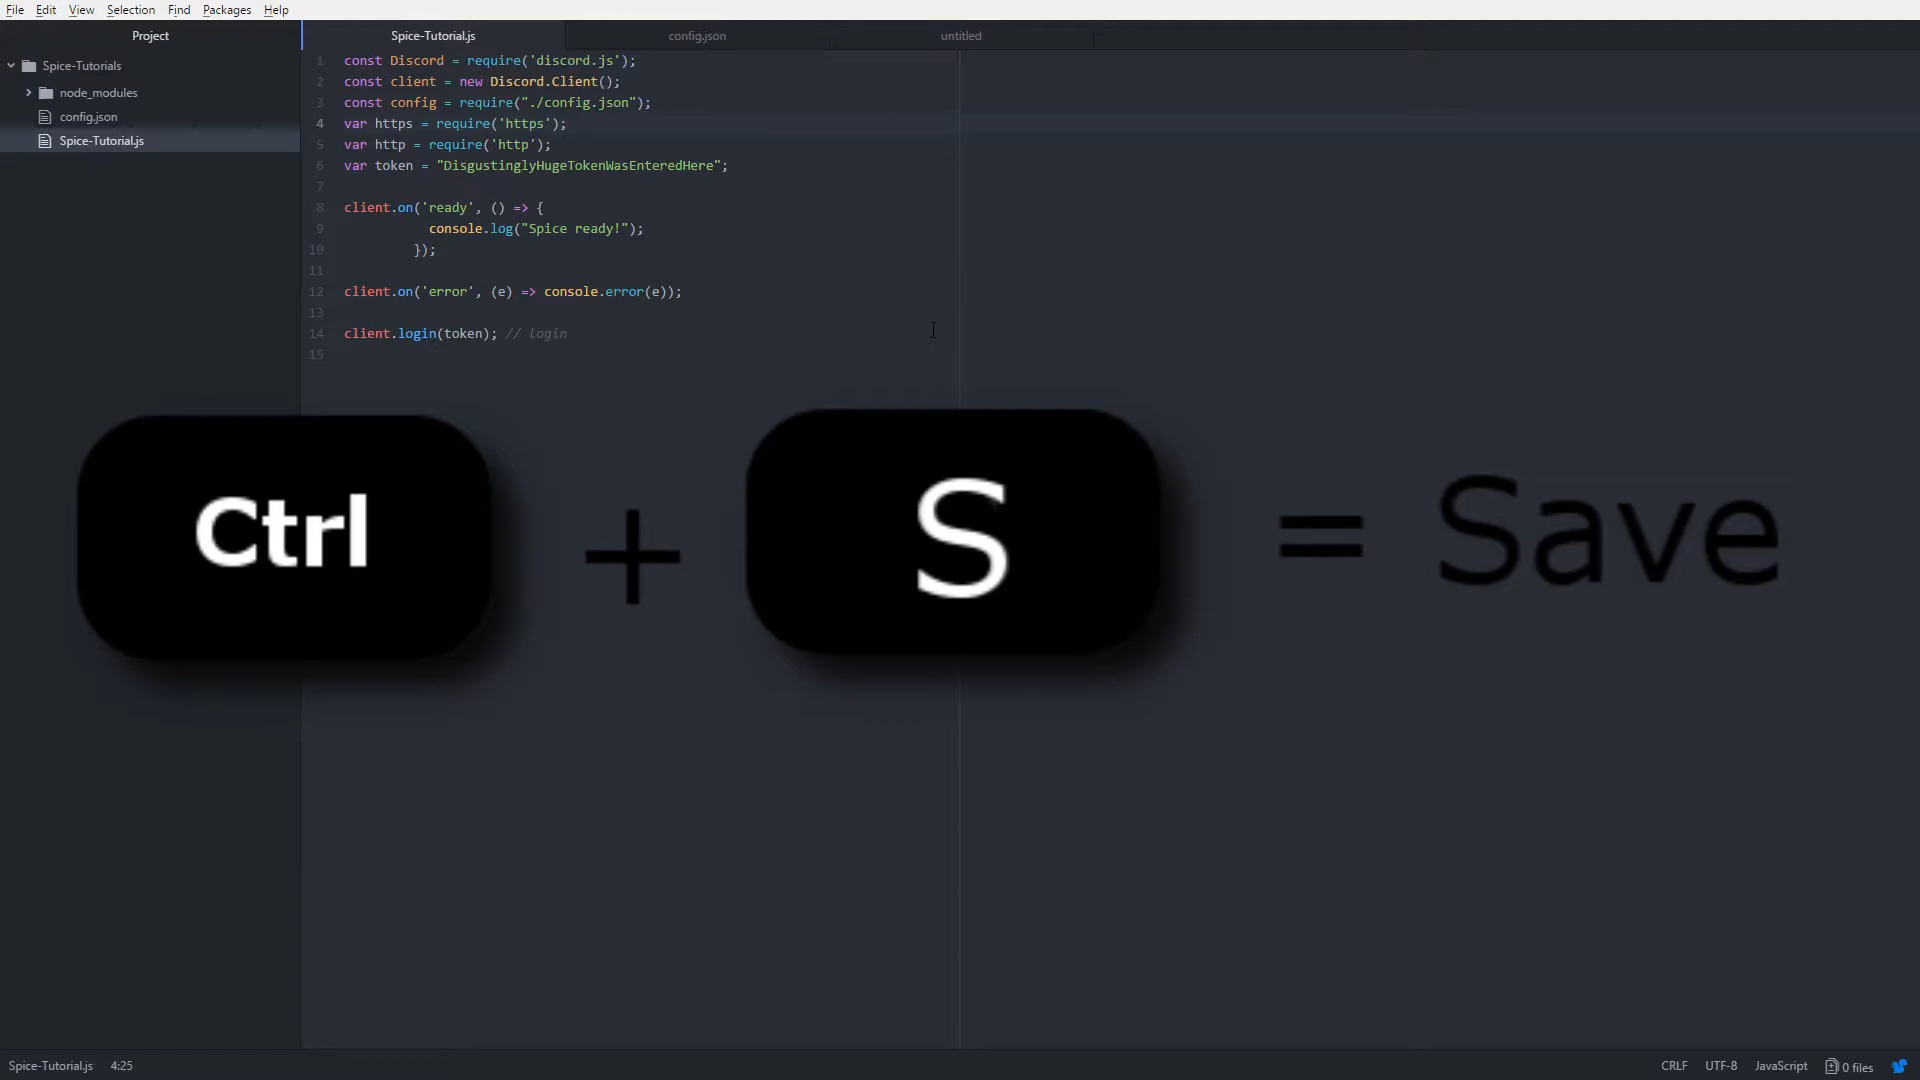 File Edit View Selection Find Packages Help
Project
Spice-Tutorial.js config.json untitled
Spice-Tutorials
node_modules
config.json
Spice-Tutorial.js
1 const Discord = require('discord.js');
2 const client = new Discord.Client();
3 const config = require("./config.json");
4 var https = require('https');
5 var http = require('http');
6 var token = "DisgustinglyHugeTokenWasEnteredHere";
7
8 client.on('ready', () => {
9 console.log("Spice ready!");
10 });
11
12 client.on('error', (e) => console.error(e));
13
14 client.login(token); // login
15
Ctrl + S = Save
Spice-Tutorial.js 4:25 CRLF UTF-8 JavaScript 0 files